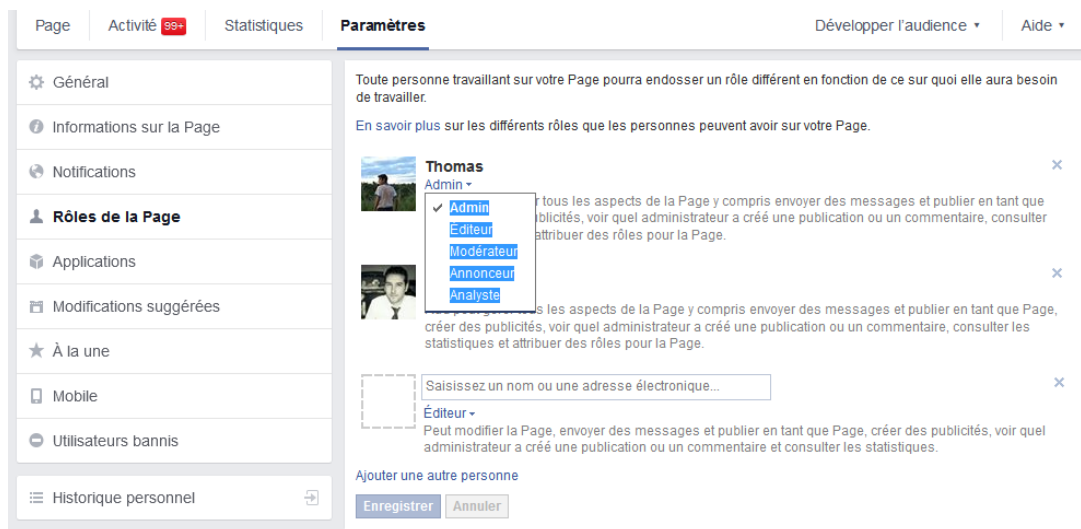 Page Activité 99+ Statistiques Paramètres Développer l'audience Aide
Général
Informations sur la Page
Notifications
Rôles de la Page
Applications
Modifications suggérées
À la une
Mobile
Utilisateurs bannis
Historique personnel
Toute personne travaillant sur votre Page pourra endosser un rôle différent en fonction de ce sur quoi elle aura besoin
de travailler.
En savoir plus sur les différents rôles que les personnes peuvent avoir sur votre Page.
Thomas
Admin
tous les aspects de la Page y compris envoyer des messages et publier en tant que
publicités, voir quel administrateur a créé une publication ou un commentaire, consulter
attribuer des rôles pour la Page.
Admin
Éditeur
Modérateur
Annonceur
Analyste
les aspects de la Page y compris envoyer des messages et publier en tant que Page,
créer des publicités, voir quel administrateur a créé une publication ou un commentaire, consulter les
statistiques et attribuer des rôles pour la Page.
Saisissez un nom ou une adresse électronique...
Éditeur
Peut modifier la Page, envoyer des messages et publier en tant que Page, créer des publicités, voir quel
administrateur a créé une publication ou un commentaire et consulter les statistiques.
Ajouter une autre personne
Enregistrer Annuler